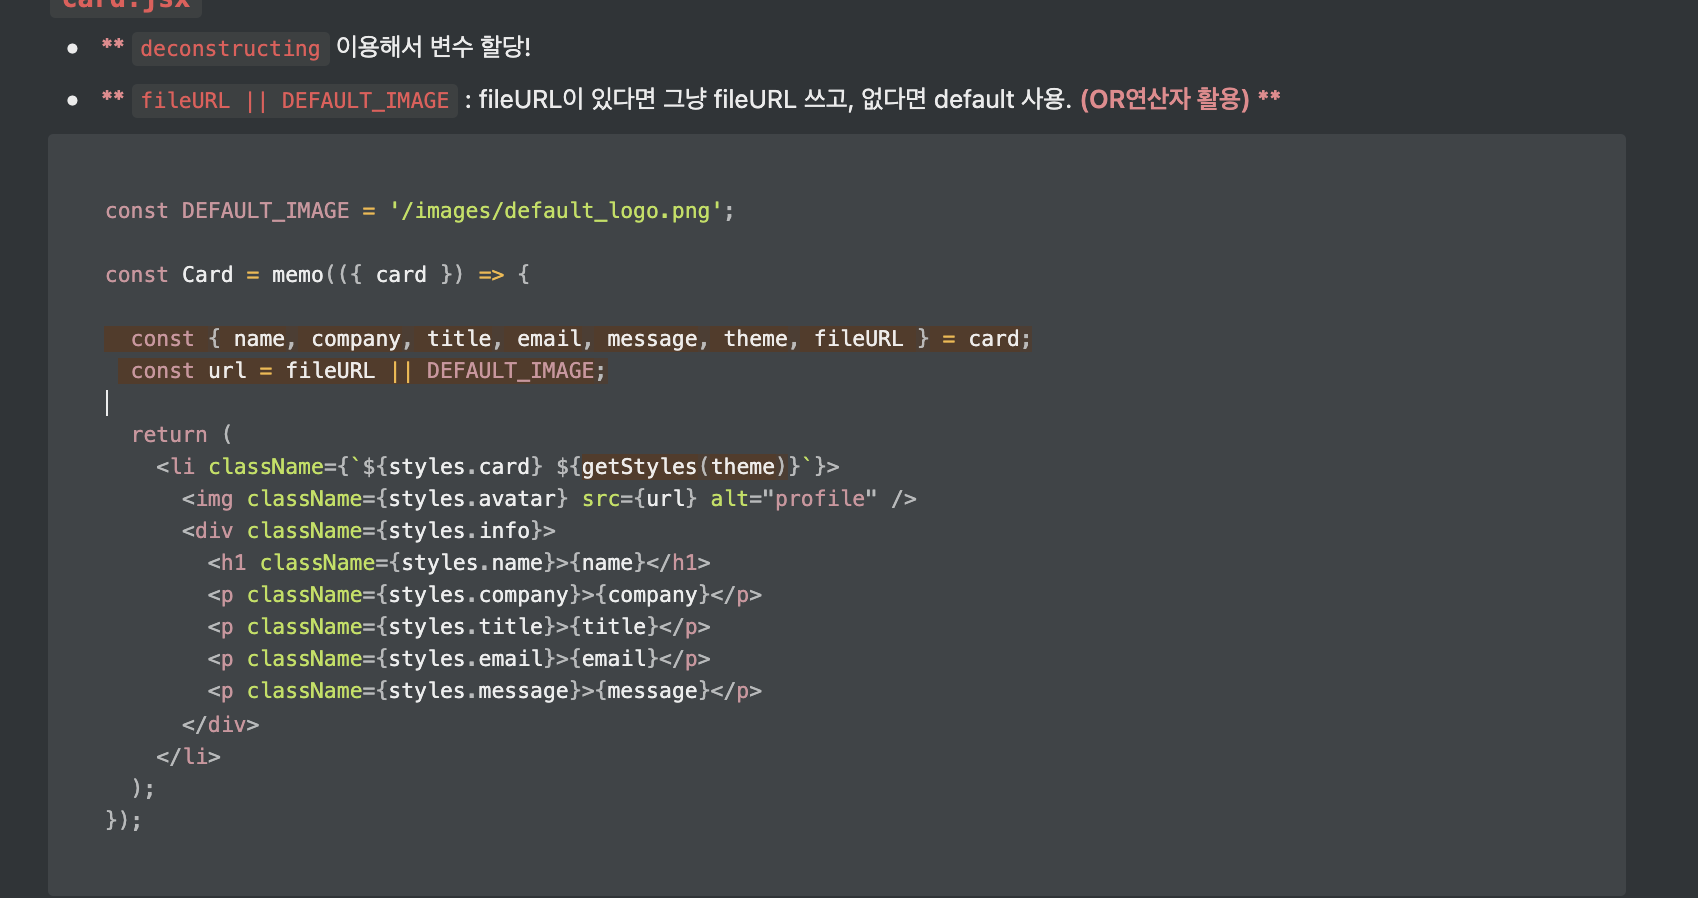 card.jsx
** deconstructing 이용해서 변수 할당!
** fileURL || DEFAULT_IMAGE : fileURL이 있다면 그냥 fileURL 쓰고, 없다면 default 사용. (OR연산자 활용) **
const DEFAULT_IMAGE = '/images/default_logo.png';
const Card = memo(({ card }) => {
const { name, company, title, email, message, theme, fileURL } = card;
const url = fileURL || DEFAULT_IMAGE;
return (
<li className={`${styles.card} ${getStyles(theme)}`}>
<img className={styles.avatar} src={url} alt="profile" />
<div className={styles.info}>
<h1 className={styles.name}>{name}</h1>
<p className={styles.company}>{company}</p>
<p className={styles.title}>{title}</p>
<p className={styles.email}>{email}</p>
<p className={styles.message}>{message}</p>
</div>
</li>
);
});